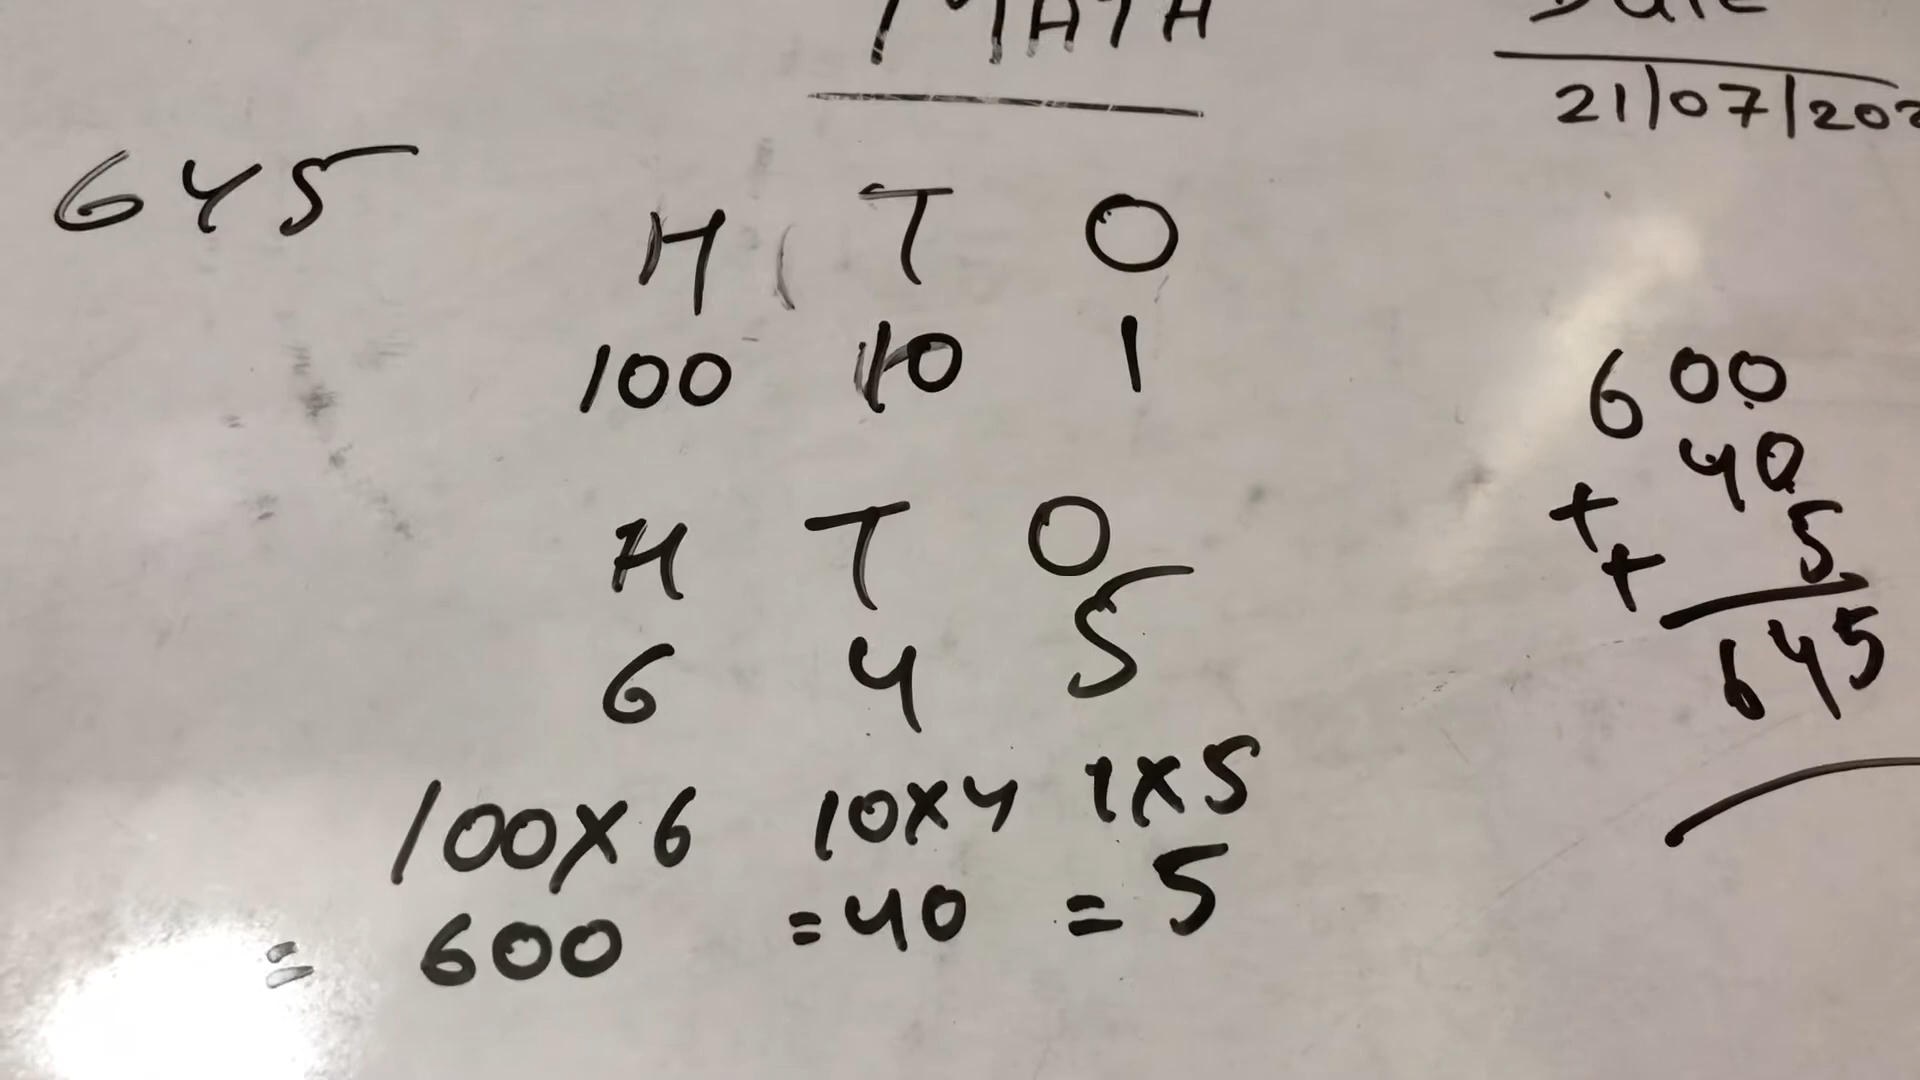 MATH
Date
21/07/202
645
H T O
100 10 1
H T O
6 4 5
100×6 10×4 1×5
= 600 =40 = 5
600
40
+ 
+ 5
645